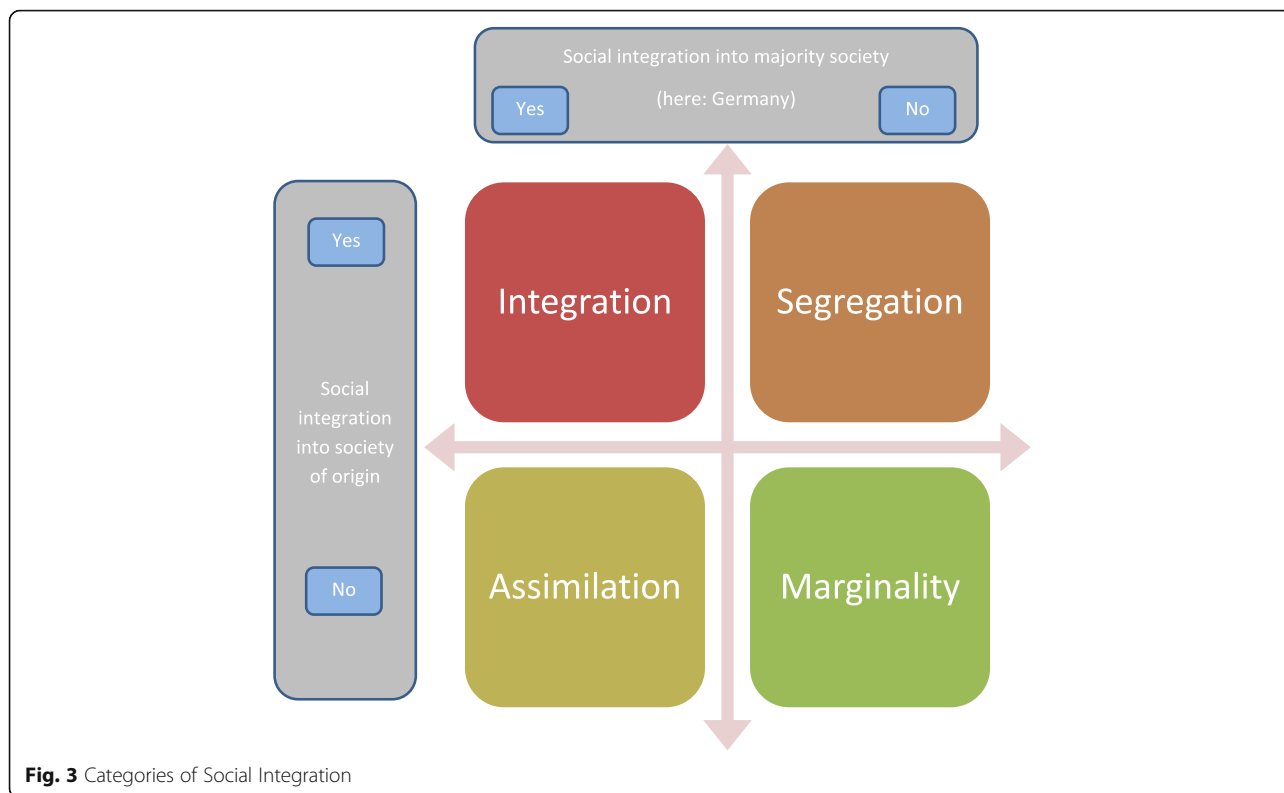 Social integration into majority society
(here: Germany)
Yes
No
Yes
Social
integration
into society
of origin
No
Integration
Segregation
Assimilation
Marginality
Fig. 3 Categories of Social Integration